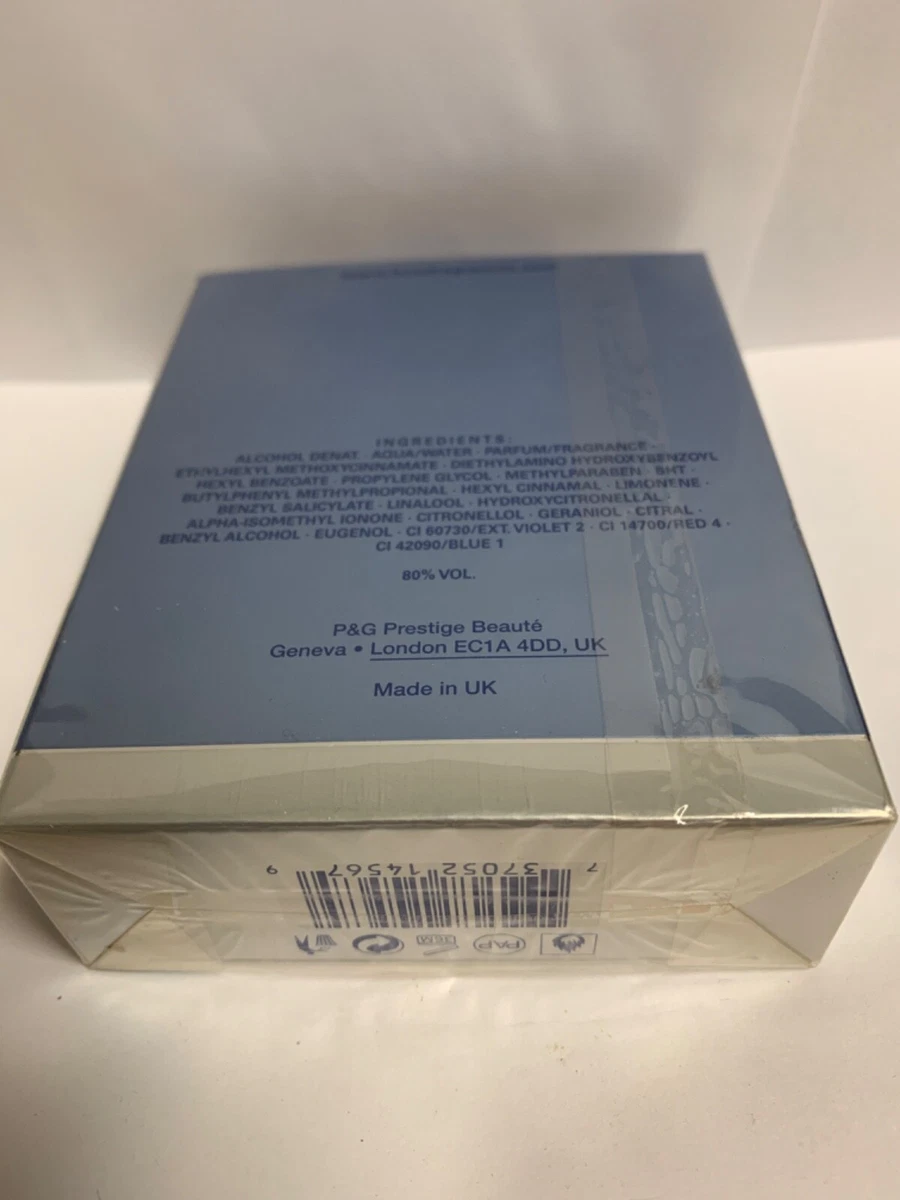 INGREDIENTS:
ALCOHOL DENAT. · AQUA/WATER · PARFUM/FRAGRANCE ·
ETHYLHEXYL METHOXYCINNAMATE · DIETHYLAMINO HYDROXYBENZOYL
HEXYL BENZOATE · PROPYLENE GLYCOL · METHYLPARABEN · BHT ·
BUTYLPHENYL METHYLPROPIONAL · HEXYL CINNAMAL · LIMONENE ·
BENZYL SALICYLATE · LINALOOL · HYDROXYCITRONELLAL ·
ALPHA-ISOMETHYL IONONE · CITRONELLOL · GERANIOL · CITRAL ·
BENZYL ALCOHOL · EUGENOL · CI 60730/EXT. VIOLET 2 · CI 14700/RED 4 ·
CI 42090/BLUE 1
80% VOL.
P&G Prestige Beauté
Geneva • London EC1A 4DD, UK
Made in UK
7 37052 14567 9
PAP
36M